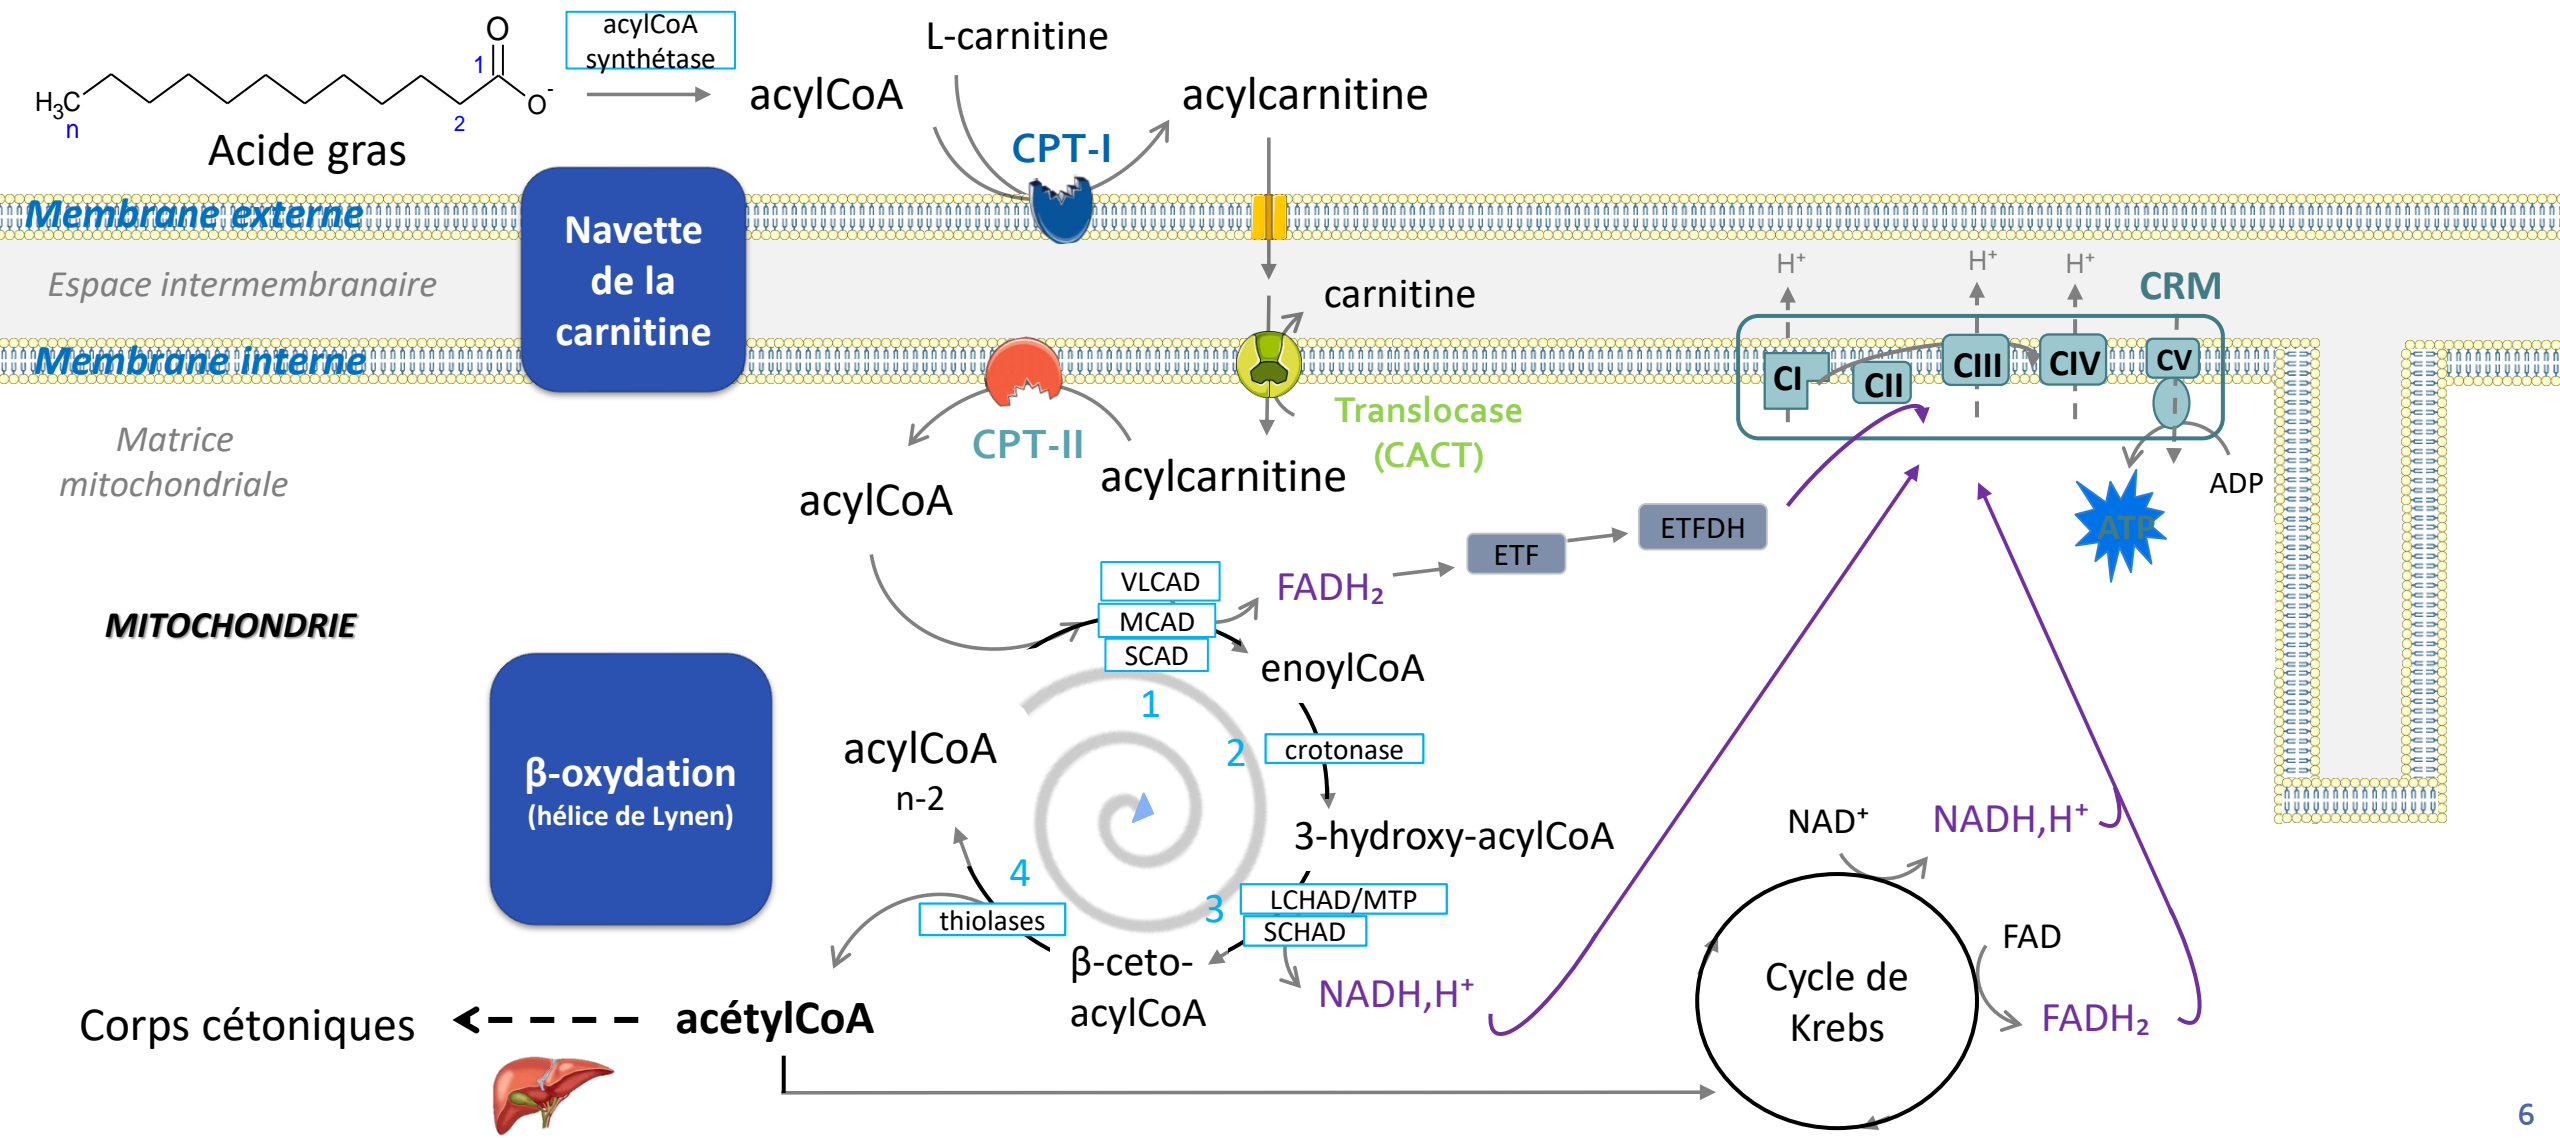 O
1
H₃C
n
2
O⁻
Acide gras
acylCoA
synthétase
acylCoA
L-carnitine
acylcarnitine
CPT-I
Membrane externe
Navette
de la
carnitine
Espace intermembranaire
carnitine
H⁺
H⁺
H⁺
CRM
Membrane interne
CI
CII
CIII
CIV
CV
Translocase
(CACT)
CPT-II
Matrice
mitochondriale
acylCoA
acylcarnitine
ADP
ATP
ETF
ETFDH
VLCAD
MCAD
SCAD
FADH₂
MITOCHONDRIE
enoylCoA
1
2
crotonase
β-oxydation
(hélice de Lynen)
acylCoA
n-2
3-hydroxy-acylCoA
NAD⁺
NADH,H⁺
4
3
LCHAD/MTP
SCHAD
thiolases
β-ceto-
acylCoA
NADH,H⁺
FAD
FADH₂
Cycle de
Krebs
Corps cétoniques
acétylCoA
6